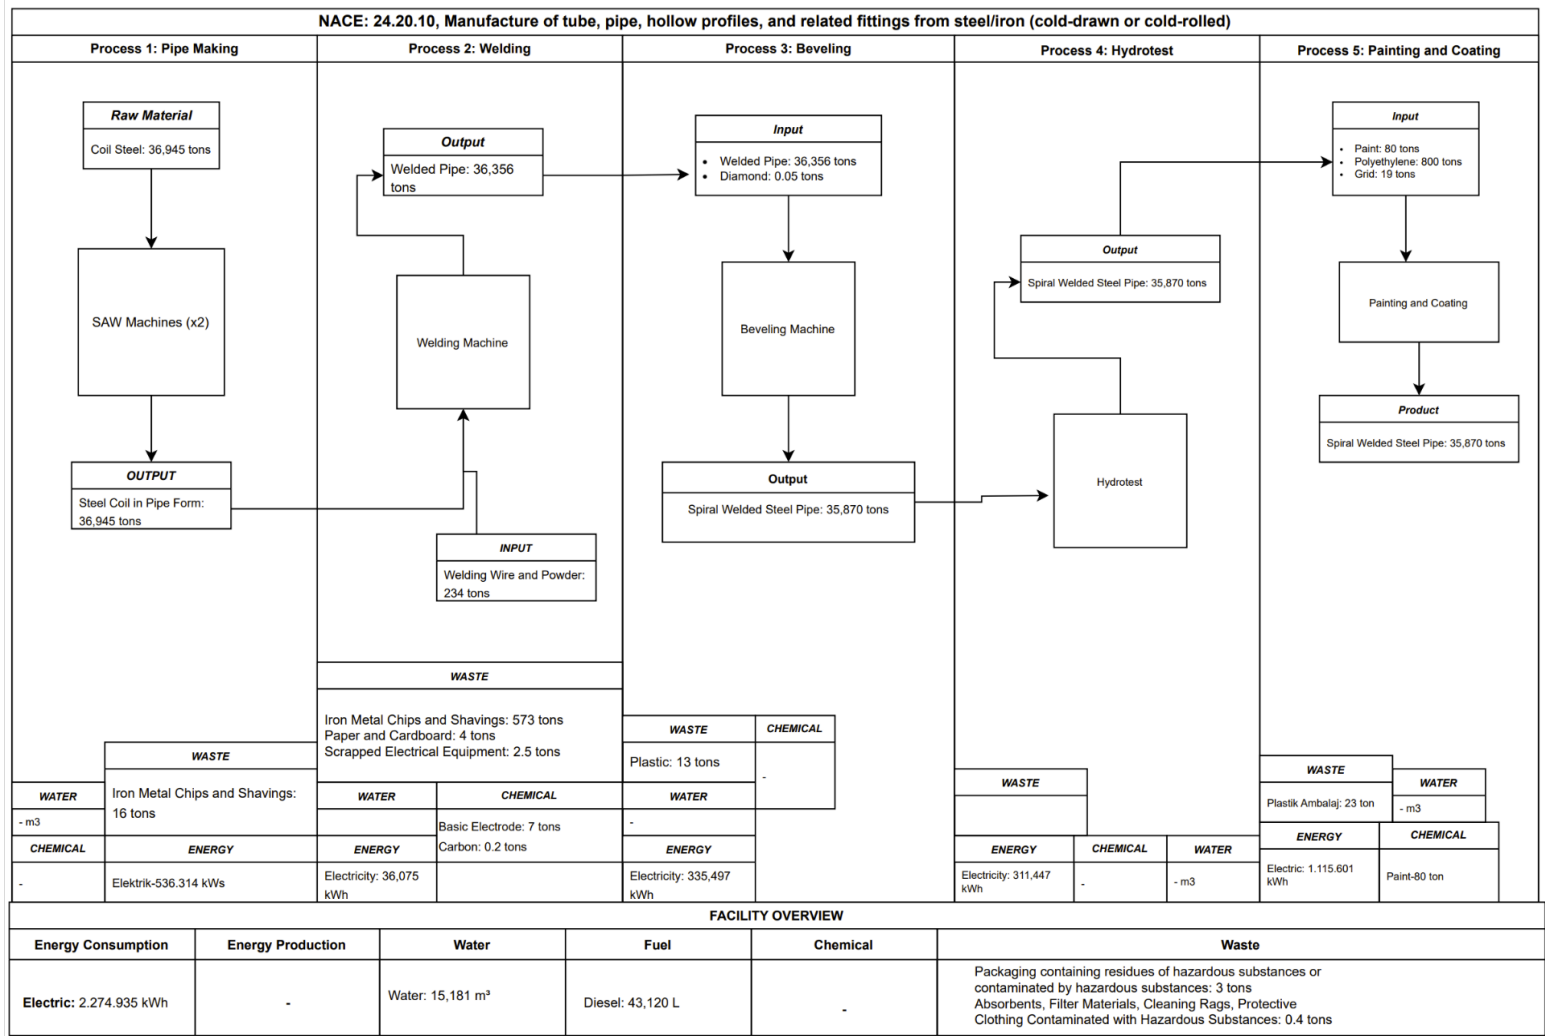 NACE: 24.20.10, Manufacture of tube, pipe, hollow profiles, and related fittings from steel/iron (cold-drawn or cold-rolled)
Process 1: Pipe Making
Raw Material
Coil Steel: 36,945 tons
SAW Machines (x2)
OUTPUT
Steel Coil in Pipe Form:
36,945 tons
WASTE
Iron Metal Chips and Shavings:
16 tons
WATER
- m3
CHEMICAL
-
ENERGY
Elektrik-536.314 kWs
Process 2: Welding
Output
Welded Pipe: 36,356
tons
Welding Machine
INPUT
Welding Wire and Powder:
234 tons
WASTE
Iron Metal Chips and Shavings: 573 tons
Paper and Cardboard: 4 tons
Scrapped Electrical Equipment: 2.5 tons
WATER
CHEMICAL
Basic Electrode: 7 tons
Carbon: 0.2 tons
ENERGY
Electricity: 36,075
kWh
Process 3: Beveling
Input
• Welded Pipe: 36,356 tons
• Diamond: 0.05 tons
Beveling Machine
Output
Spiral Welded Steel Pipe: 35,870 tons
WASTE
Plastic: 13 tons
CHEMICAL
-
WATER
-
ENERGY
Electricity: 335,497
kWh
Process 4: Hydrotest
Output
Spiral Welded Steel Pipe: 35,870 tons
Hydrotest
WASTE
ENERGY
Electricity: 311,447
kWh
CHEMICAL
-
WATER
- m3
Process 5: Painting and Coating
Input
• Paint: 80 tons
• Polyethylene: 800 tons
• Grid: 19 tons
Painting and Coating
Product
Spiral Welded Steel Pipe: 35,870 tons
WASTE
Plastik Ambalaj: 23 ton
WATER
- m3
ENERGY
Electric: 1.115.601
kWh
CHEMICAL
Paint-80 ton
FACILITY OVERVIEW
Energy Consumption
Electric: 2.274.935 kWh
Energy Production
-
Water
Water: 15,181 m³
Fuel
Diesel: 43,120 L
Chemical
-
Waste
Packaging containing residues of hazardous substances or
contaminated by hazardous substances: 3 tons
Absorbents, Filter Materials, Cleaning Rags, Protective
Clothing Contaminated with Hazardous Substances: 0.4 tons